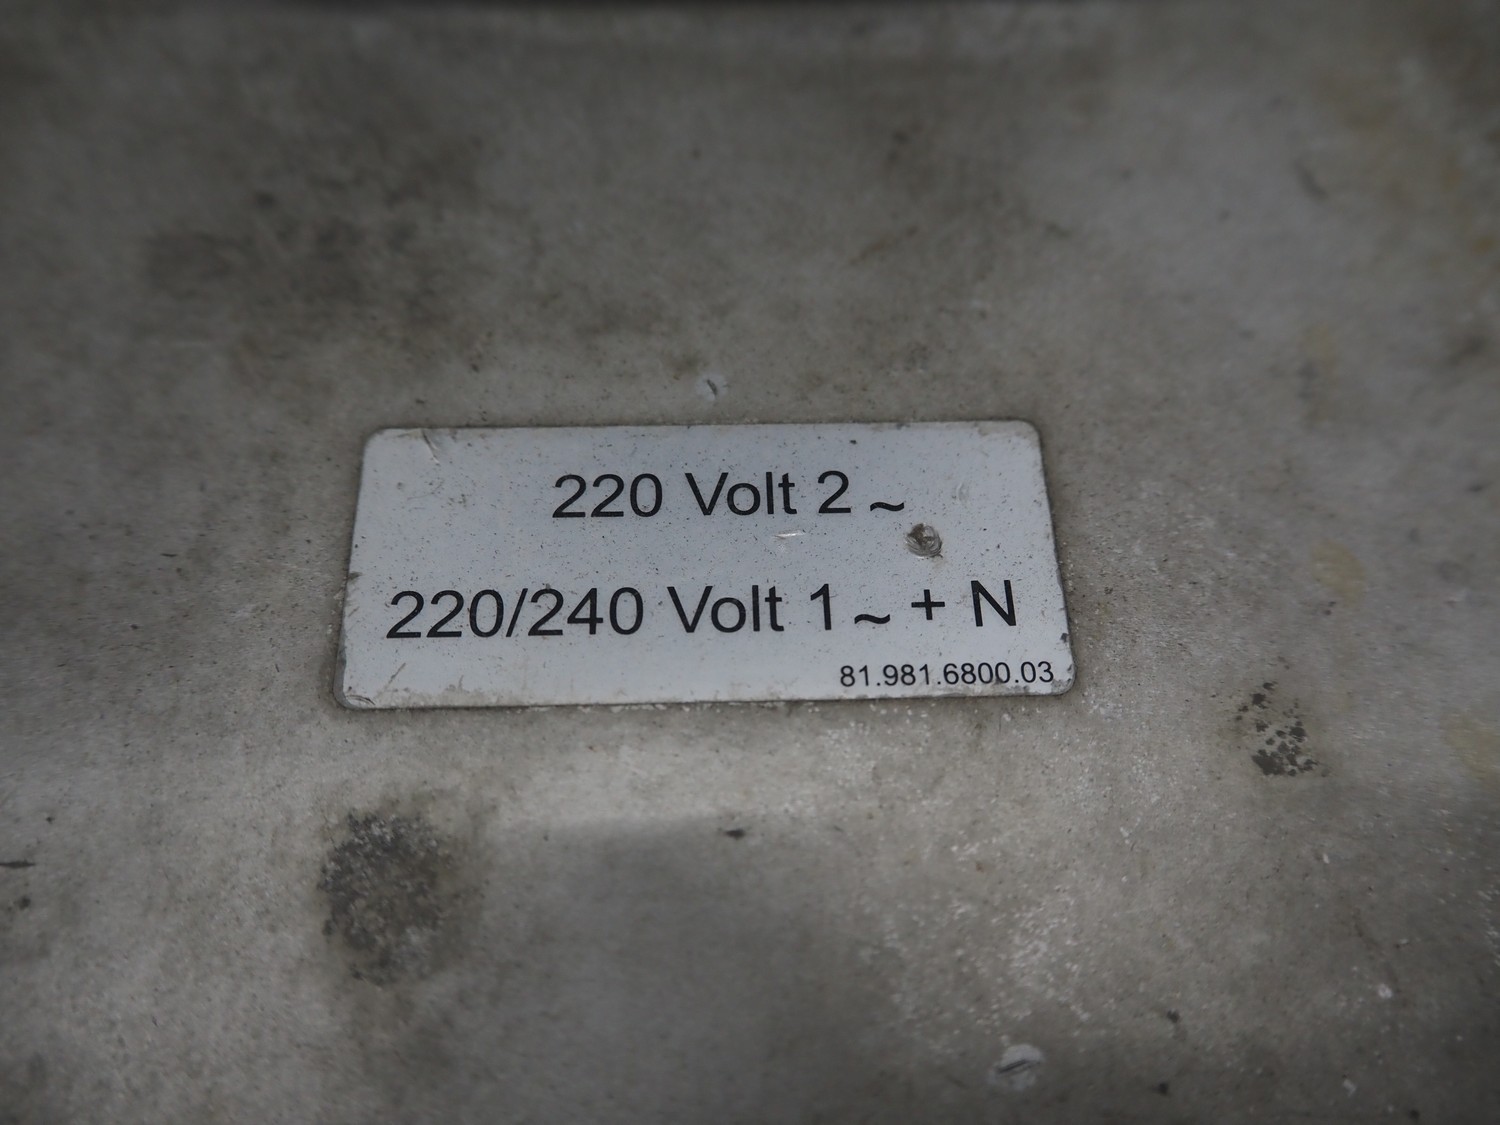 220 Volt 2 ~
220/240 Volt 1 ~ + N
81.981.6800.03